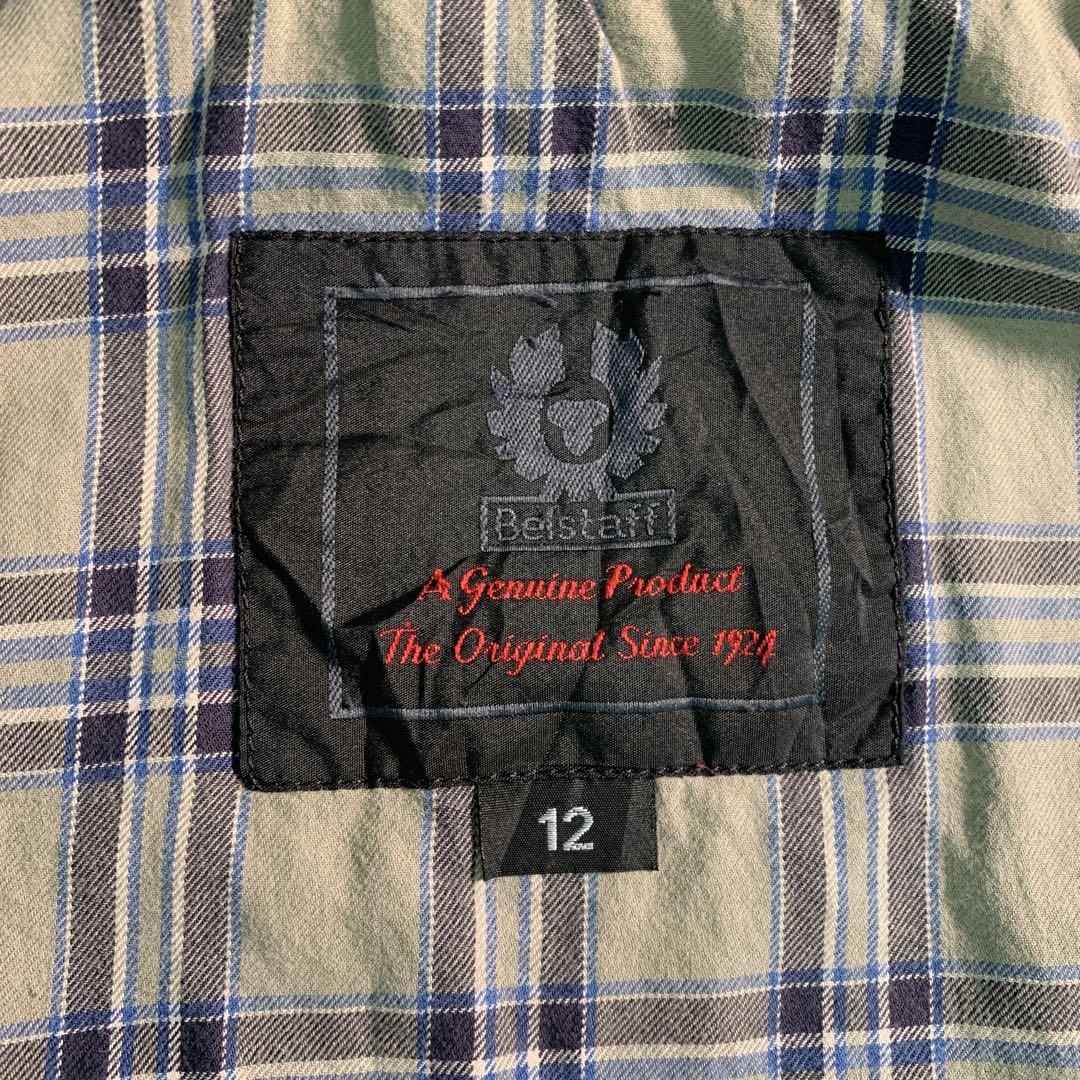 Belstaff
A Genuine Product
The Original Since 1924
12